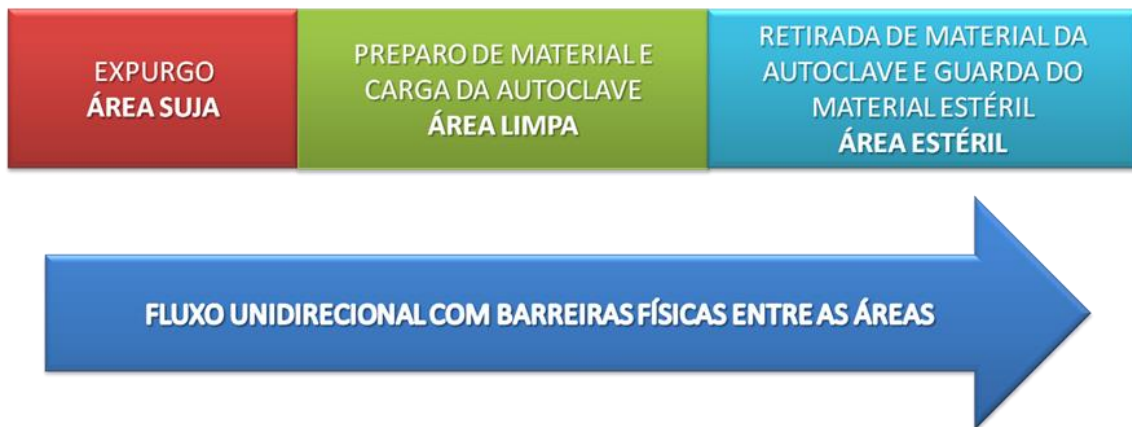 EXPURGO
ÁREA SUJA
PREPARO DE MATERIAL E
CARGA DA AUTOCLAVE
ÁREA LIMPA
RETIRADA DE MATERIAL DA
AUTOCLAVE E GUARDA DO
MATERIAL ESTÉRIL
ÁREA ESTÉRIL
FLUXO UNIDIRECIONAL COM BARREIRAS FÍSICAS ENTRE AS ÁREAS